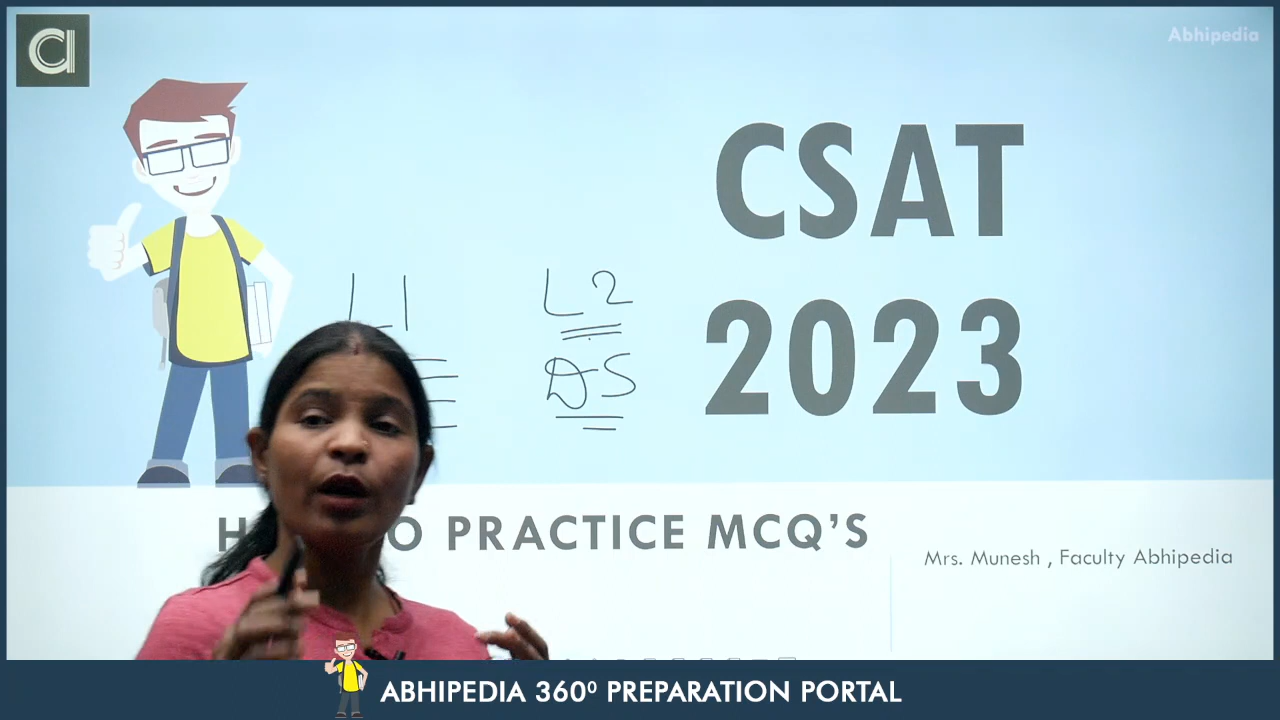 Abhipedia
CSAT
2023
L1
L2
DS
PRACTICE MCQ'S
Mrs. Munesh , Faculty Abhipedia
ABHIPEDIA 360⁰ PREPARATION PORTAL